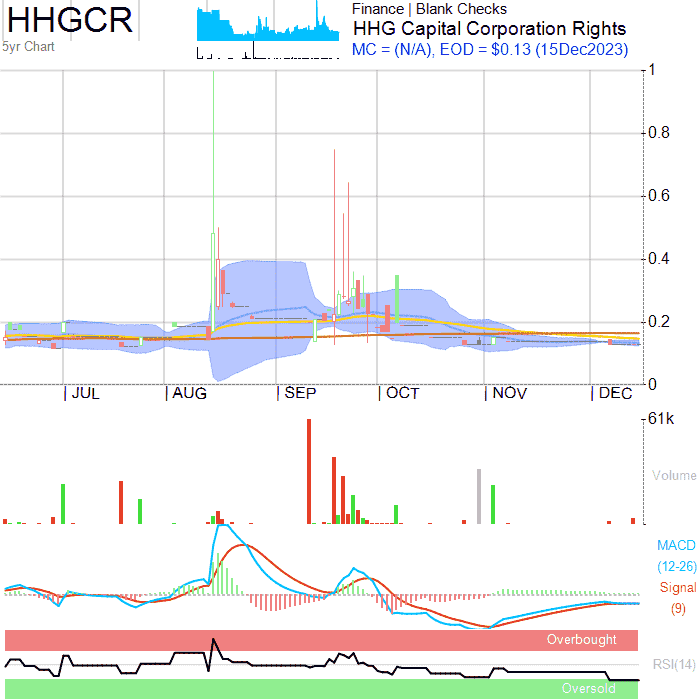 HHGCR
5yr Chart
Finance | Blank Checks
HHG Capital Corporation Rights
MC = (N/A), EOD = $0.13 (15Dec2023)
1
0.8
0.6
0.4
0.2
0
JUL AUG SEP OCT NOV DEC
61k
Volume
MACD
(12-26)
Signal
(9)
Overbought
RSI(14)
Oversold